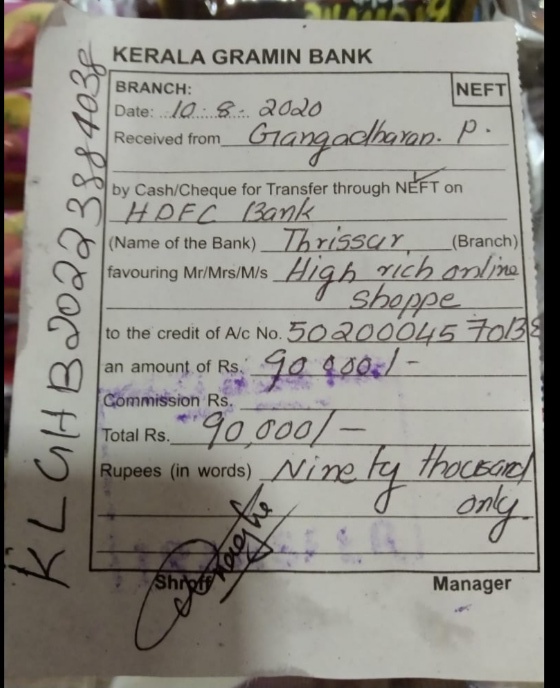 KERALA GRAMIN BANK
BRANCH: NEFT
Date: 10.8.2020
Received from Gangadharan. P.
by Cash/Cheque for Transfer through NEFT on
HDFC Bank
(Name of the Bank) Thrissur, (Branch)
favouring Mr/Mrs/M/s High rich online
shoppe
to the credit of A/c No. 5020004570138
an amount of Rs. 90,000/-
Commission Rs.
Total Rs. 90,000/-
Rupees (in words) Ninety thousand
only
Shroff Manager
KLGHB20223884038